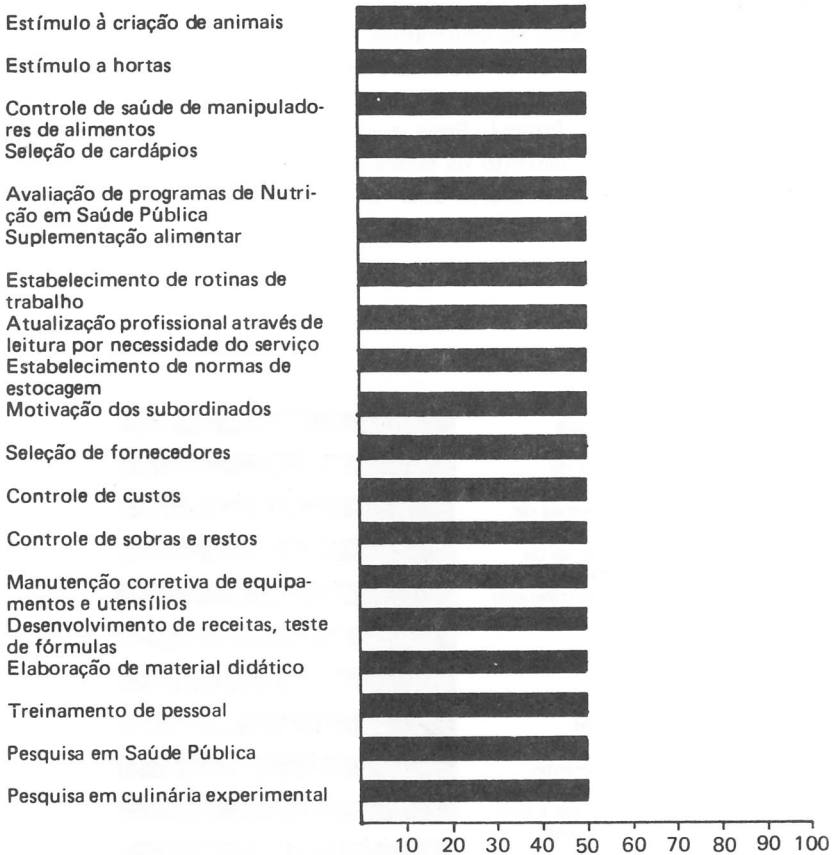 Estímulo à criação de animais
Estímulo a hortas
Controle de saúde de manipulado-
res de alimentos
Seleção de cardápios
Avaliação de programas de Nutri-
ção em Saúde Pública
Suplementação alimentar
Estabelecimento de rotinas de
trabalho
Atualização profissional através de
leitura por necessidade do serviço
Estabelecimento de normas de
estocagem
Motivação dos subordinados
Seleção de fornecedores
Controle de custos
Controle de sobras e restos
Manutenção corretiva de equipa-
mentos e utensílios
Desenvolvimento de receitas, teste
de fórmulas
Elaboração de material didático
Treinamento de pessoal
Pesquisa em Saúde Pública
Pesquisa em culinária experimental
10 20 30 40 50 60 70 80 90 100